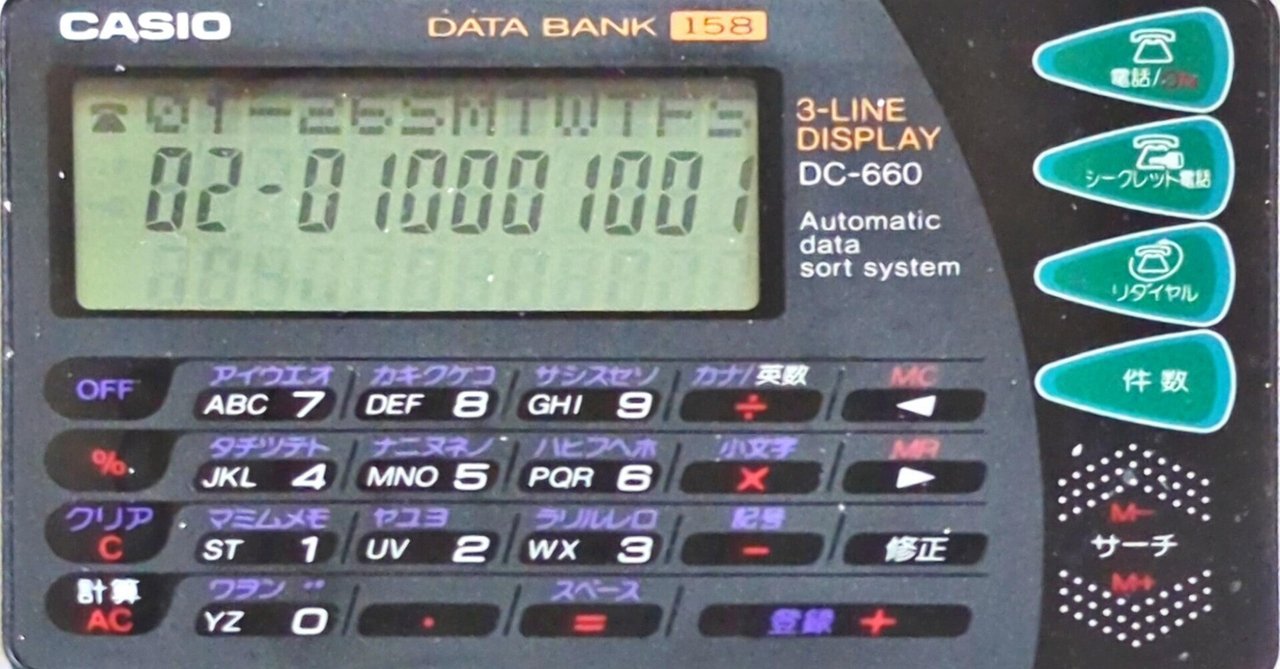 CASIO
DATA BANK 158
02-01000100
3-LINE
DISPLAY
DC-660
Automatic
data
sort system
電話/ON
シークレット電話
リダイヤル
件数
アイウエオ カキクケコ サシスセソ カナ/英数 MC
OFF ABC 7 DEF 8 GHI 9 ÷ ◀
タチツテト ナニヌネノ ハヒフヘホ 小文字 MR
% JKL 4 MNO 5 PQR 6 × ▶
クリア マミムメモ ヤユヨ ラリルレロ 記号
C ST 1 UV 2 WX 3 − 修正
計算 ワヲン ゛゜ スペース
AC YZ 0 . = 登録 +
M−
サーチ
M+